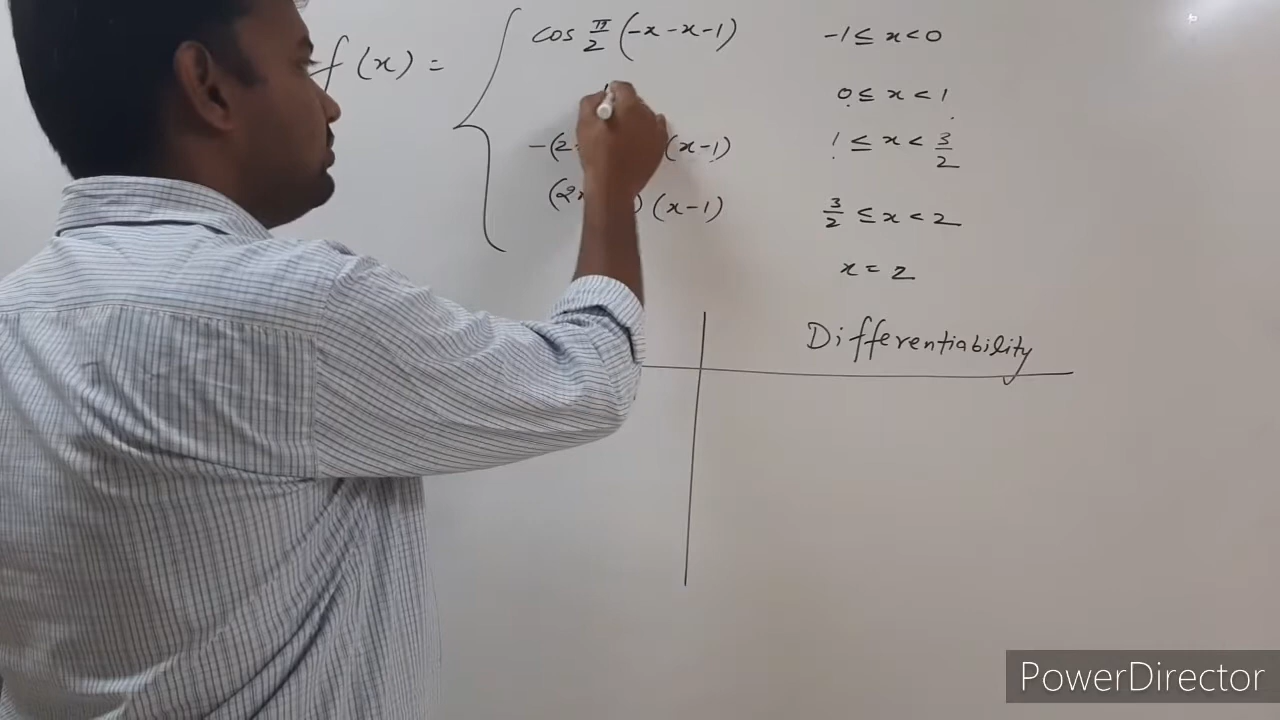 f(x) = cos π/2 (-x-x-1) -1 ≤ x < 0
0 ≤ x < 1
-(2 (x-1) 1 ≤ x < 3/2
(2x ) (x-1) 3/2 ≤ x < 2
x = 2
Differentiability
PowerDirector